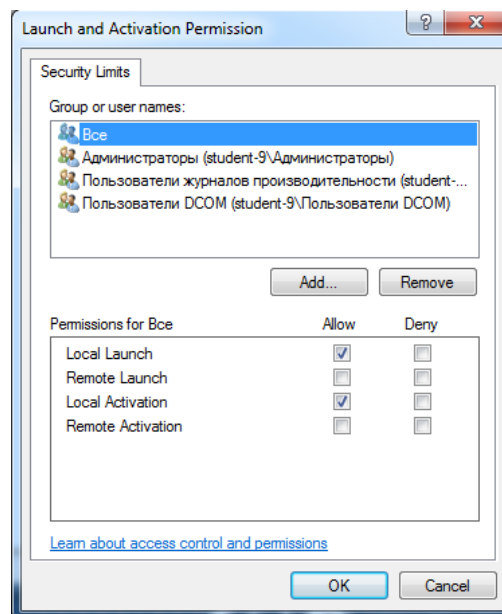 Launch and Activation Permission
Security Limits
Group or user names:
Все
Администраторы (student-9\Администраторы)
Пользователи журналов производительности (student-...
Пользователи DCOM (student-9\Пользователи DCOM)
Add... Remove
Permissions for Все Allow Deny
Local Launch
Remote Launch
Local Activation
Remote Activation
Learn about access control and permissions
OK Cancel